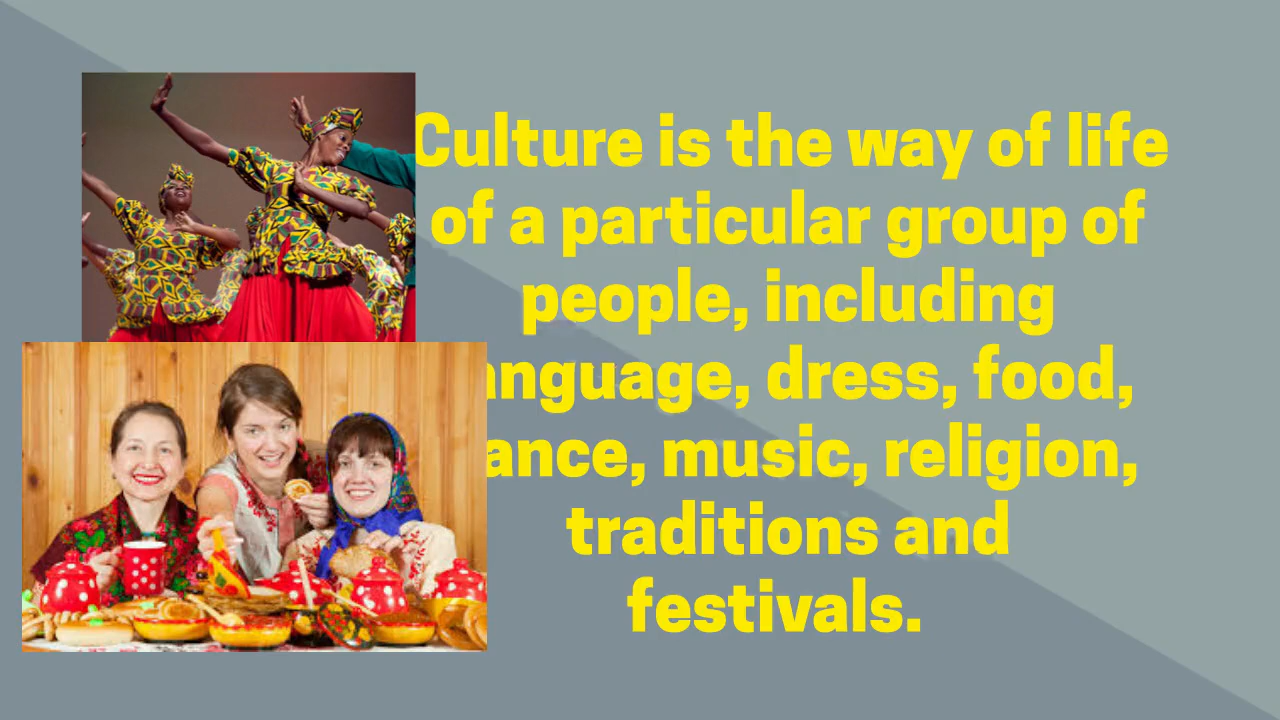 Culture is the way of life
of a particular group of
people, including
anguage, dress, food,
ance, music, religion,
traditions and
festivals.